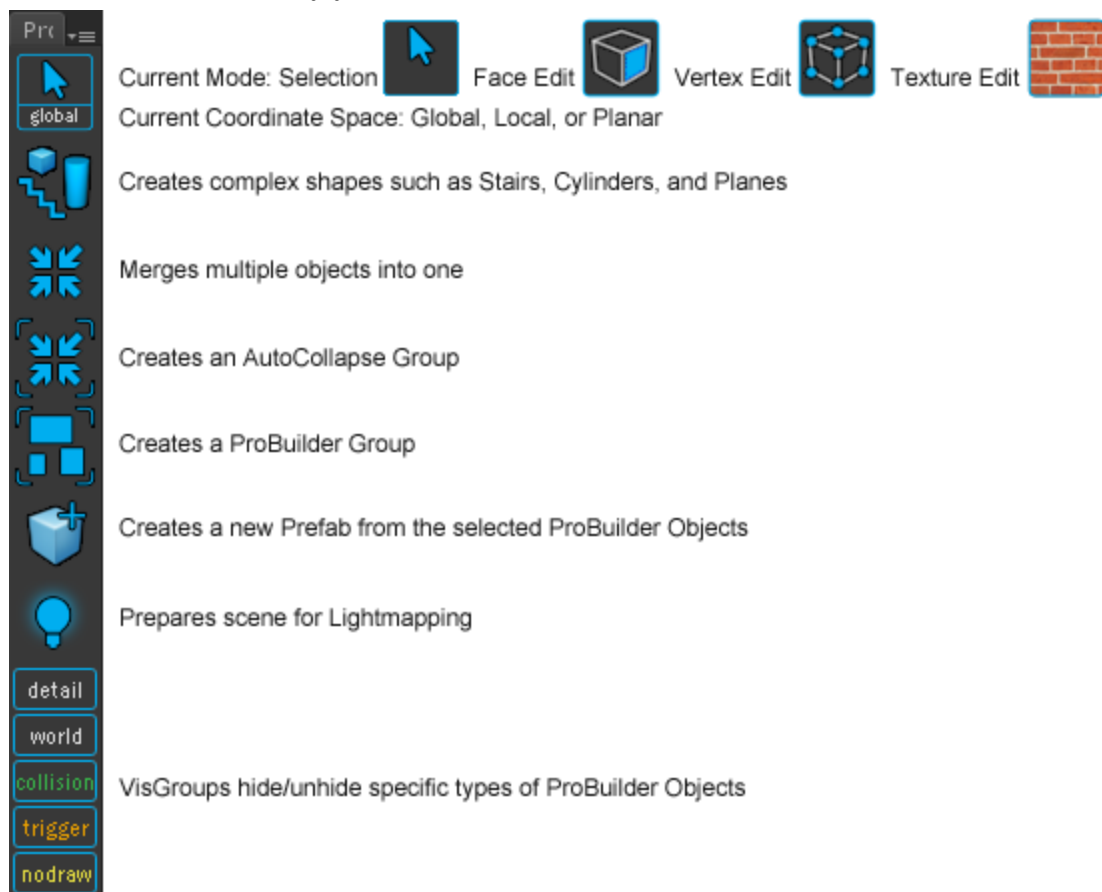 Pro
Current Mode: Selection Face Edit Vertex Edit Texture Edit
global Current Coordinate Space: Global, Local, or Planar
Creates complex shapes such as Stairs, Cylinders, and Planes
Merges multiple objects into one
Creates an AutoCollapse Group
Creates a ProBuilder Group
Creates a new Prefab from the selected ProBuilder Objects
Prepares scene for Lightmapping
detail
world
collision VisGroups hide/unhide specific types of ProBuilder Objects
trigger
nodraw